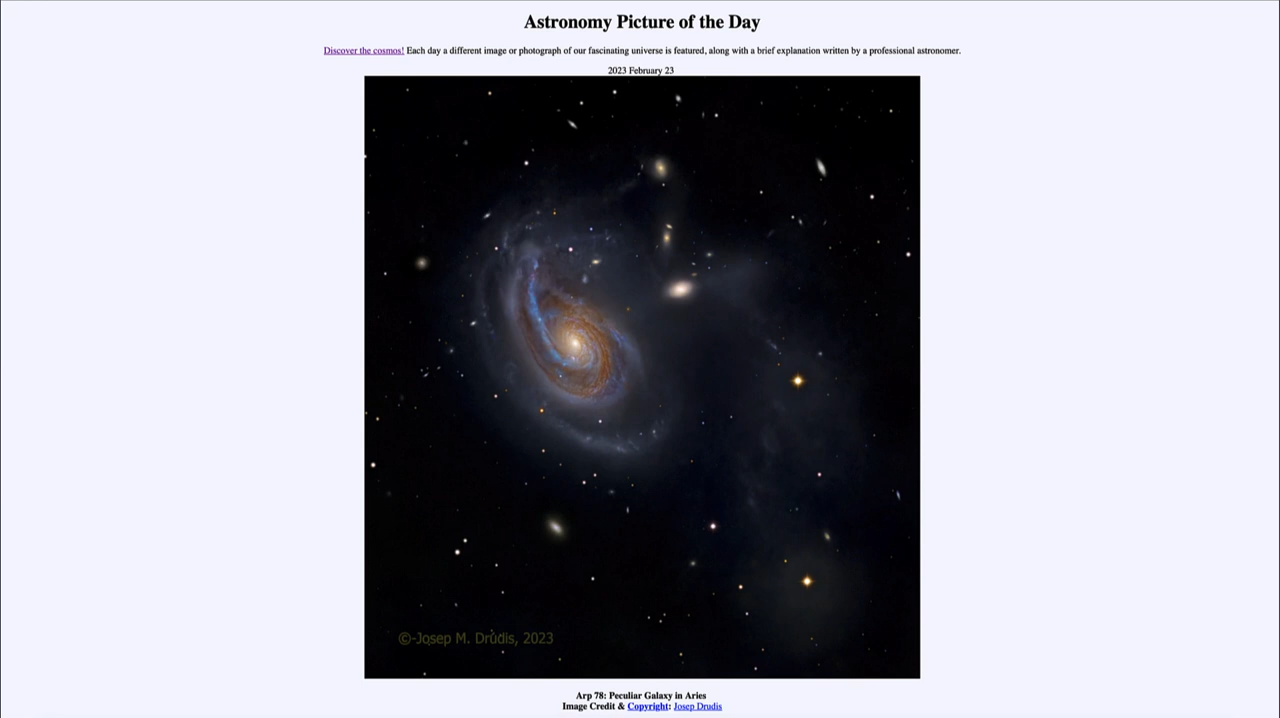 Astronomy Picture of the Day
Discover the cosmos! Each day a different image or photograph of our fascinating universe is featured, along with a brief explanation written by a professional astronomer.
2023 February 23
©-Josep M. Drudis, 2023
Arp 78: Peculiar Galaxy in Aries
Image Credit & Copyright: Josep Drudis